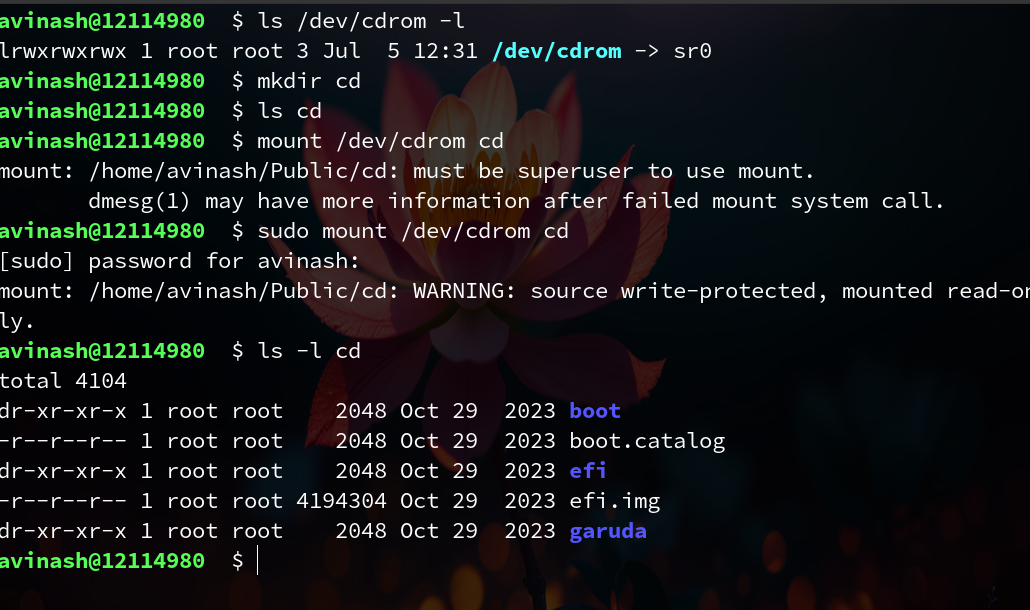 avinash@12114980  $ ls /dev/cdrom -l
lrwxrwxrwx 1 root root 3 Jul  5 12:31 /dev/cdrom -> sr0
avinash@12114980  $ mkdir cd
avinash@12114980  $ ls cd
avinash@12114980  $ mount /dev/cdrom cd
mount: /home/avinash/Public/cd: must be superuser to use mount.
       dmesg(1) may have more information after failed mount system call.
avinash@12114980  $ sudo mount /dev/cdrom cd
[sudo] password for avinash:
mount: /home/avinash/Public/cd: WARNING: source write-protected, mounted read-on
ly.
avinash@12114980  $ ls -l cd
total 4104
dr-xr-xr-x 1 root root    2048 Oct 29  2023 boot
-r--r--r-- 1 root root    2048 Oct 29  2023 boot.catalog
dr-xr-xr-x 1 root root    2048 Oct 29  2023 efi
-r--r--r-- 1 root root 4194304 Oct 29  2023 efi.img
dr-xr-xr-x 1 root root    2048 Oct 29  2023 garuda
avinash@12114980  $